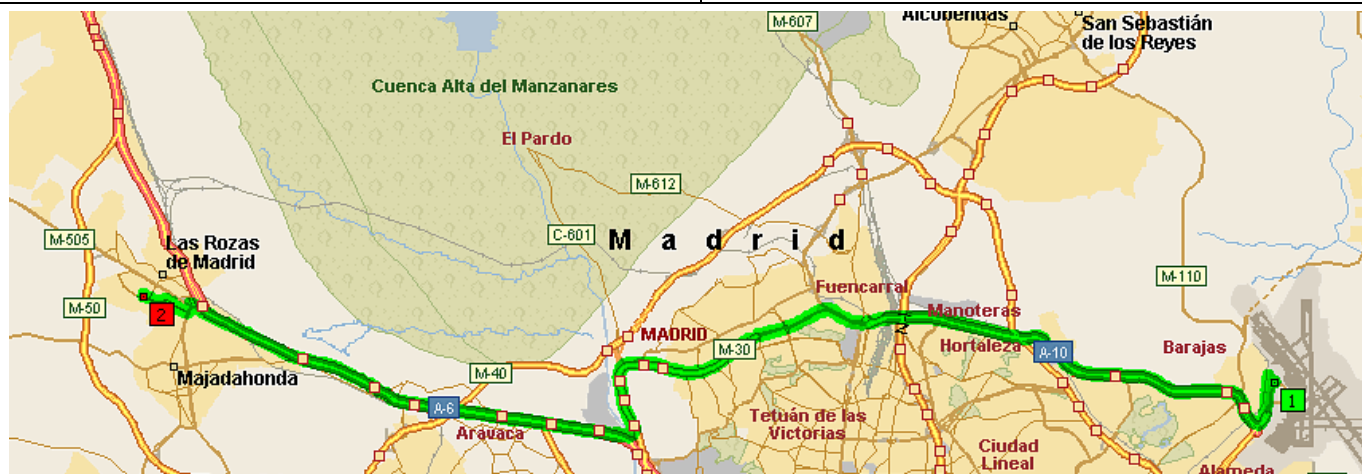 M-607
Alcobendas
San Sebastián
de los Reyes
Cuenca Alta del Manzanares
El Pardo
M-612
M-505
Las Rozas
de Madrid
C-601
Madrid
M-110
Fuencarral
2
M-50
Manoteras
MADRID
M-30
Hortaleza
A-10
Barajas
Majadahonda
M-40
1
A-6
Tetuán de las
Victorias
Aravaca
Ciudad
Lineal
Alameda